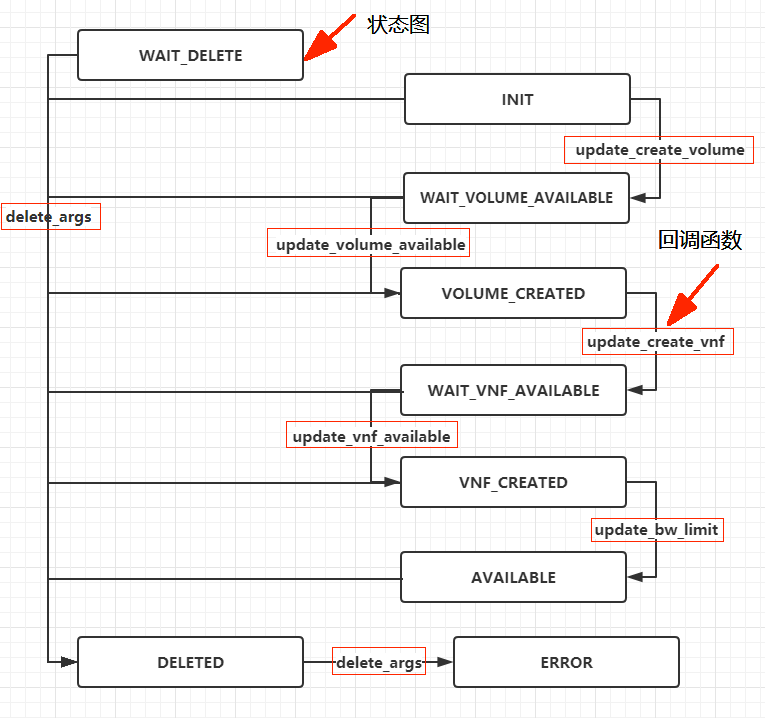 状态图
WAIT_DELETE
INIT
update_create_volume
WAIT_VOLUME_AVAILABLE
delete_args
回调函数
update_volume_available
VOLUME_CREATED
update_create_vnf
WAIT_VNF_AVAILABLE
update_vnf_available
VNF_CREATED
update_bw_limit
AVAILABLE
DELETED
delete_args
ERROR